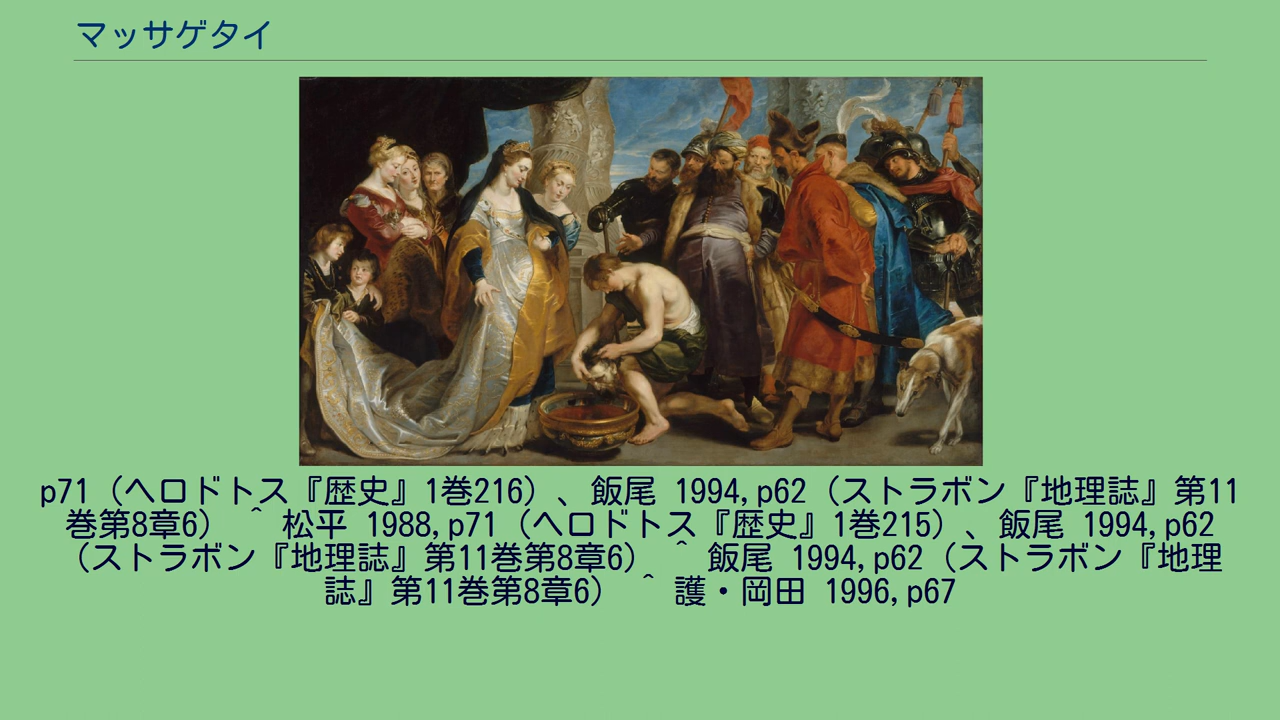 マッサゲタイ
p71（ヘロドトス『歴史』1巻216）、飯尾 1994,p62（ストラボン『地理誌』第11
巻第8章6） ^ 松平 1988,p71（ヘロドトス『歴史』1巻215）、飯尾 1994,p62
（ストラボン『地理誌』第11巻第8章6） ^ 飯尾 1994,p62（ストラボン『地理
誌』第11巻第8章6） ^ 護・岡田 1996,p67